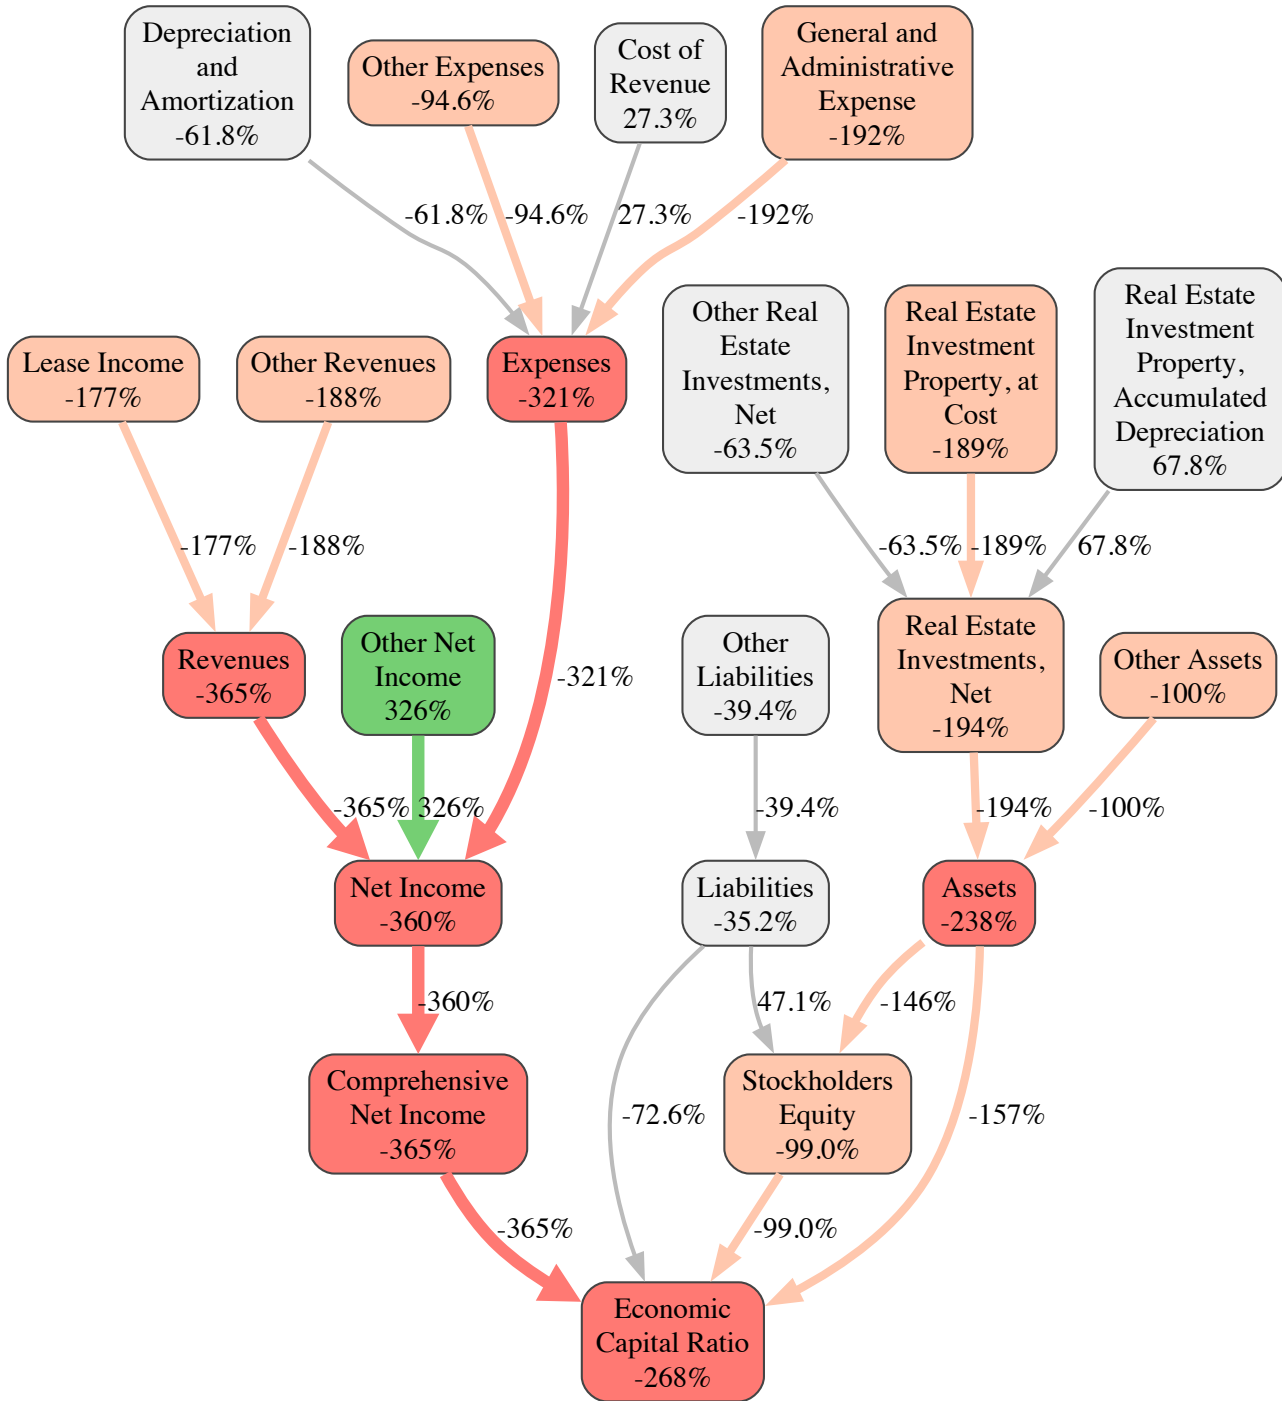 Depreciation
and
Amortization
-61.8%
Other Expenses
-94.6%
Cost of
Revenue
27.3%
General and
Administrative
Expense
-192%
-61.8%
-94.6%
27.3%
-192%
Lease Income
-177%
Other Revenues
-188%
Expenses
-321%
Other Real
Estate
Investments,
Net
-63.5%
Real Estate
Investment
Property, at
Cost
-189%
Real Estate
Investment
Property,
Accumulated
Depreciation
67.8%
-177%
-188%
-63.5%
-189%
67.8%
Revenues
-365%
Other Net
Income
326%
-321%
Other
Liabilities
-39.4%
Real Estate
Investments,
Net
-194%
Other Assets
-100%
-365%
326%
-39.4%
-194%
-100%
Net Income
-360%
Liabilities
-35.2%
Assets
-238%
-360%
47.1%
-146%
Comprehensive
Net Income
-365%
-72.6%
Stockholders
Equity
-99.0%
-157%
-365%
-99.0%
Economic
Capital Ratio
-268%